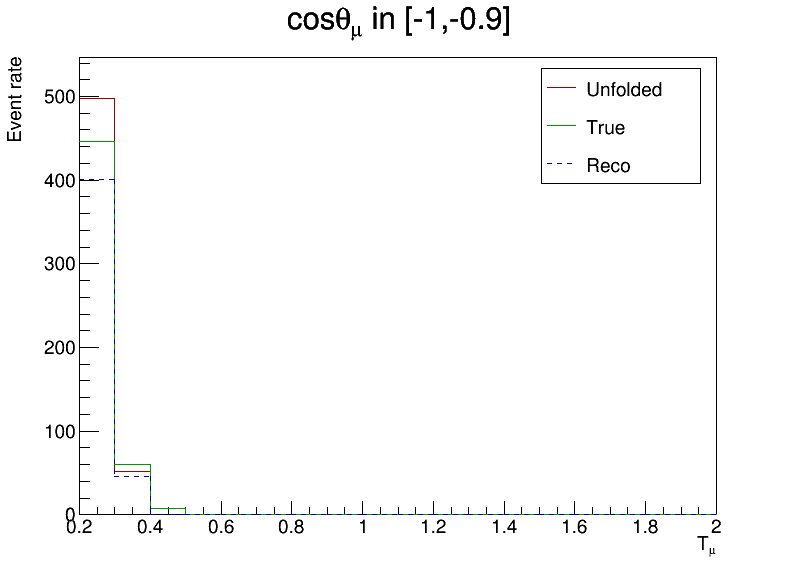 cosθμ in [-1,-0.9]
Event rate
Unfolded
True
Reco
500
400
300
200
100
0
0.2 0.4 0.6 0.8 1 1.2 1.4 1.6 1.8 2
Tμ